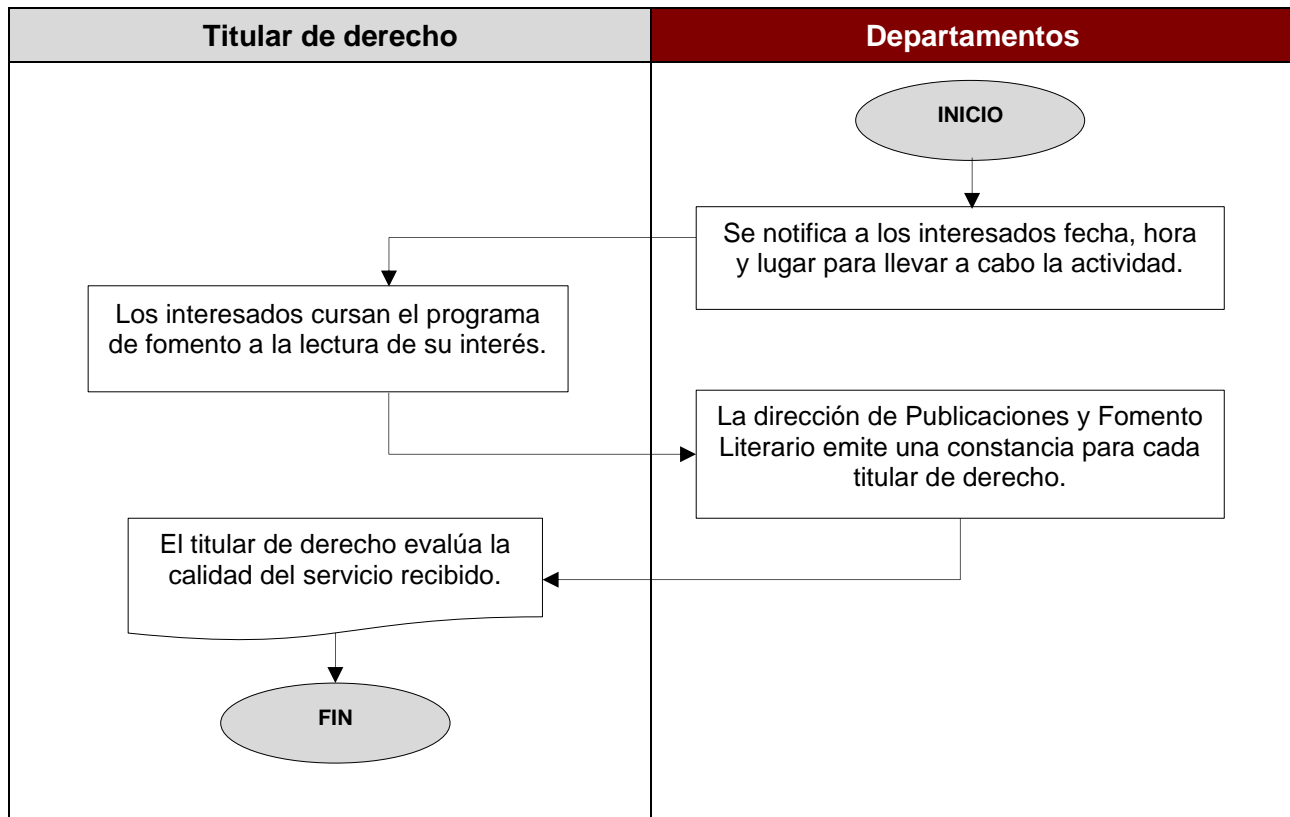 Titular de derecho
Departamentos
INICIO
Se notifica a los interesados fecha, hora
y lugar para llevar a cabo la actividad.
Los interesados cursan el programa
de fomento a la lectura de su interés.
La dirección de Publicaciones y Fomento
Literario emite una constancia para cada
titular de derecho.
El titular de derecho evalúa la
calidad del servicio recibido.
FIN